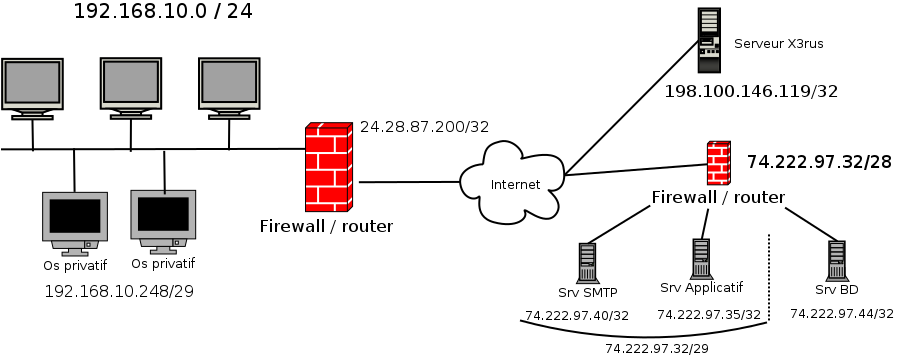 192.168.10.0 / 24
Serveur X3rus
198.100.146.119/32
24.28.87.200/32
74.222.97.32/28
Internet
Firewall / router
Firewall / router
Os privatif
Os privatif
192.168.10.248/29
Srv SMTP
Srv Applicatif
Srv BD
74.222.97.40/32
74.222.97.35/32
74.222.97.44/32
74.222.97.32/29